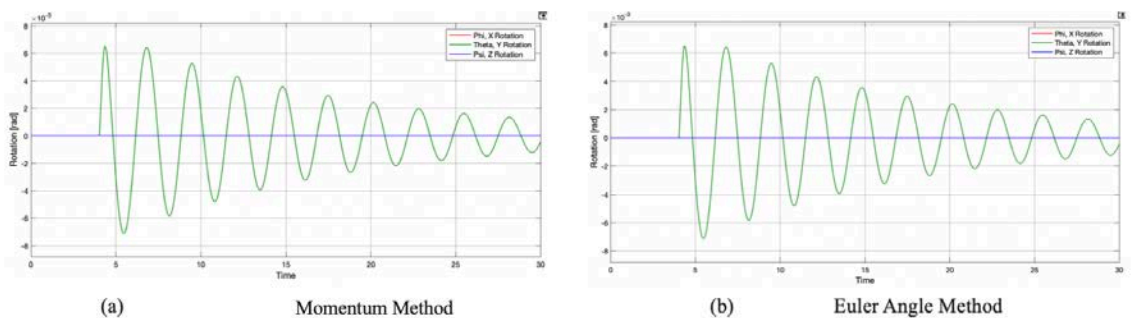 ×10⁻³
Phi, X Rotation
Theta, Y Rotation
Psi, Z Rotation
8
6
4
2
0
-2
-4
-6
-8
Rotation [rad]
0 5 10 15 20 25 30
Time
(a) Momentum Method
×10⁻³
Phi, X Rotation
Theta, Y Rotation
Psi, Z Rotation
8
6
4
2
0
-2
-4
-6
-8
Rotation [rad]
0 5 10 15 20 25 30
Time
(b) Euler Angle Method